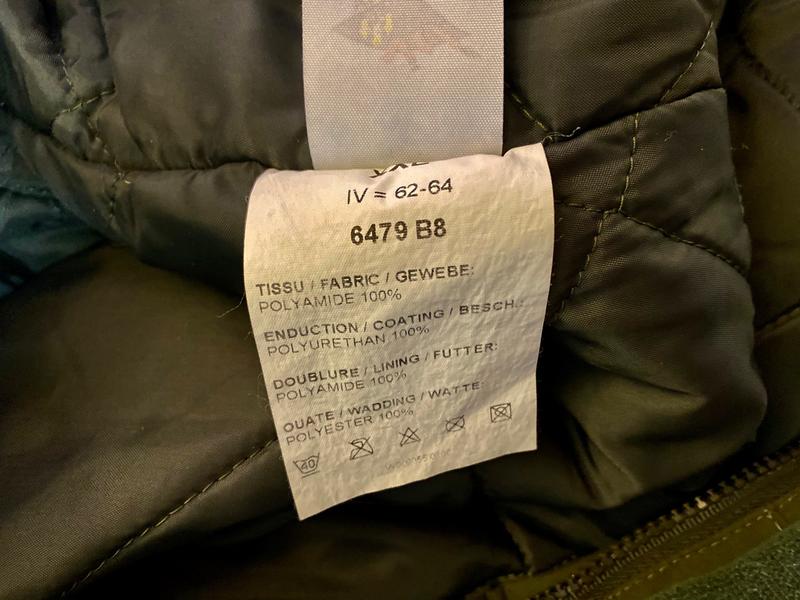 IV = 62-64
6479 B8
TISSU / FABRIC / GEWEBE:
POLYAMIDE 100%
ENDUCTION / COATING / BESCH.:
POLYURETHAN 100%
DOUBLURE / LINING / FUTTER:
POLYAMIDE 100%
OUATE / WADDING / WATTE:
POLYESTER 100%
40